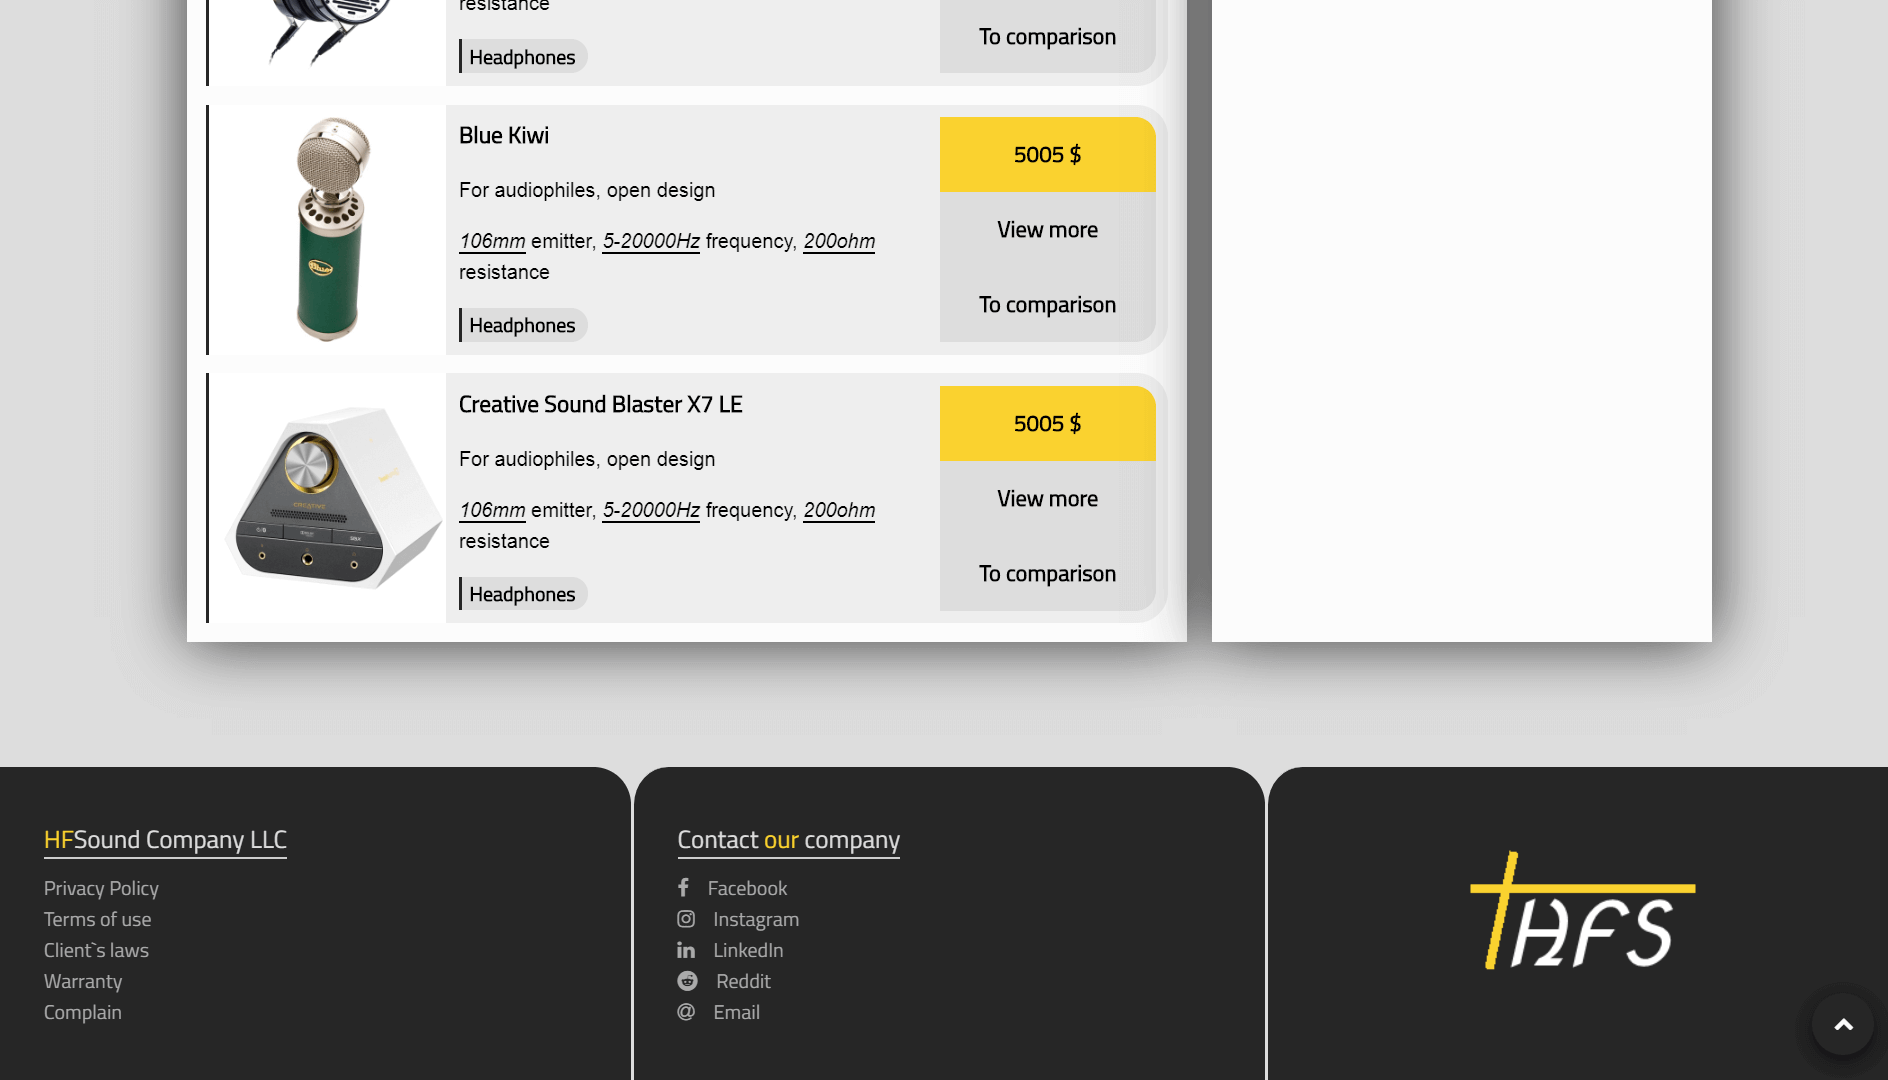 resistance
Headphones
To comparison
Blue Kiwi
For audiophiles, open design
106mm emitter, 5-20000Hz frequency, 200ohm
resistance
Headphones
5005 $
View more
To comparison
Blue
Creative Sound Blaster X7 LE
For audiophiles, open design
106mm emitter, 5-20000Hz frequency, 200ohm
resistance
Headphones
5005 $
View more
To comparison
HFSound Company LLC
Privacy Policy
Terms of use
Client`s laws
Warranty
Complain
Contact our company
Facebook
Instagram
LinkedIn
Reddit
Email
HFS